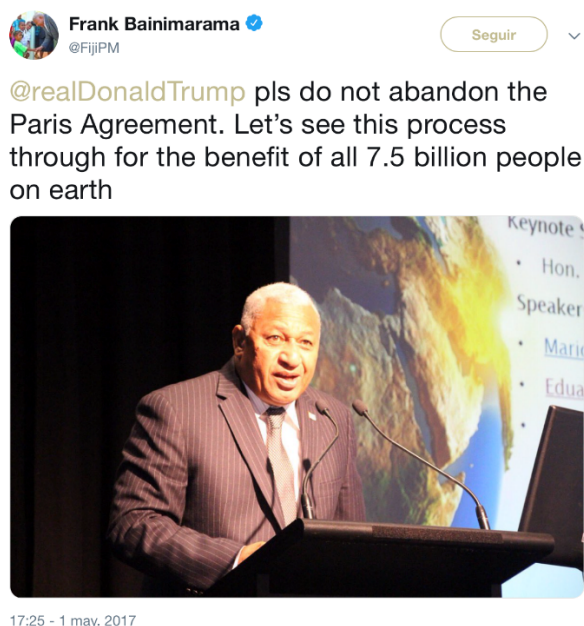 Frank Bainimarama
@FijiPM
Seguir
@realDonaldTrump pls do not abandon the
Paris Agreement. Let’s see this process
through for the benefit of all 7.5 billion people
on earth
Keynote
• Hon.
Speaker
•
•
•
17:25 - 1 may. 2017